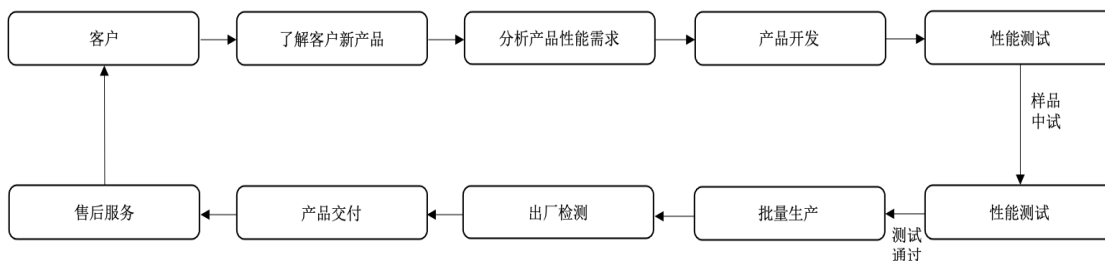 客户
了解客户新产品
分析产品性能需求
产品开发
性能测试
样品
中试
售后服务
产品交付
出厂检测
批量生产
性能测试
测试
通过